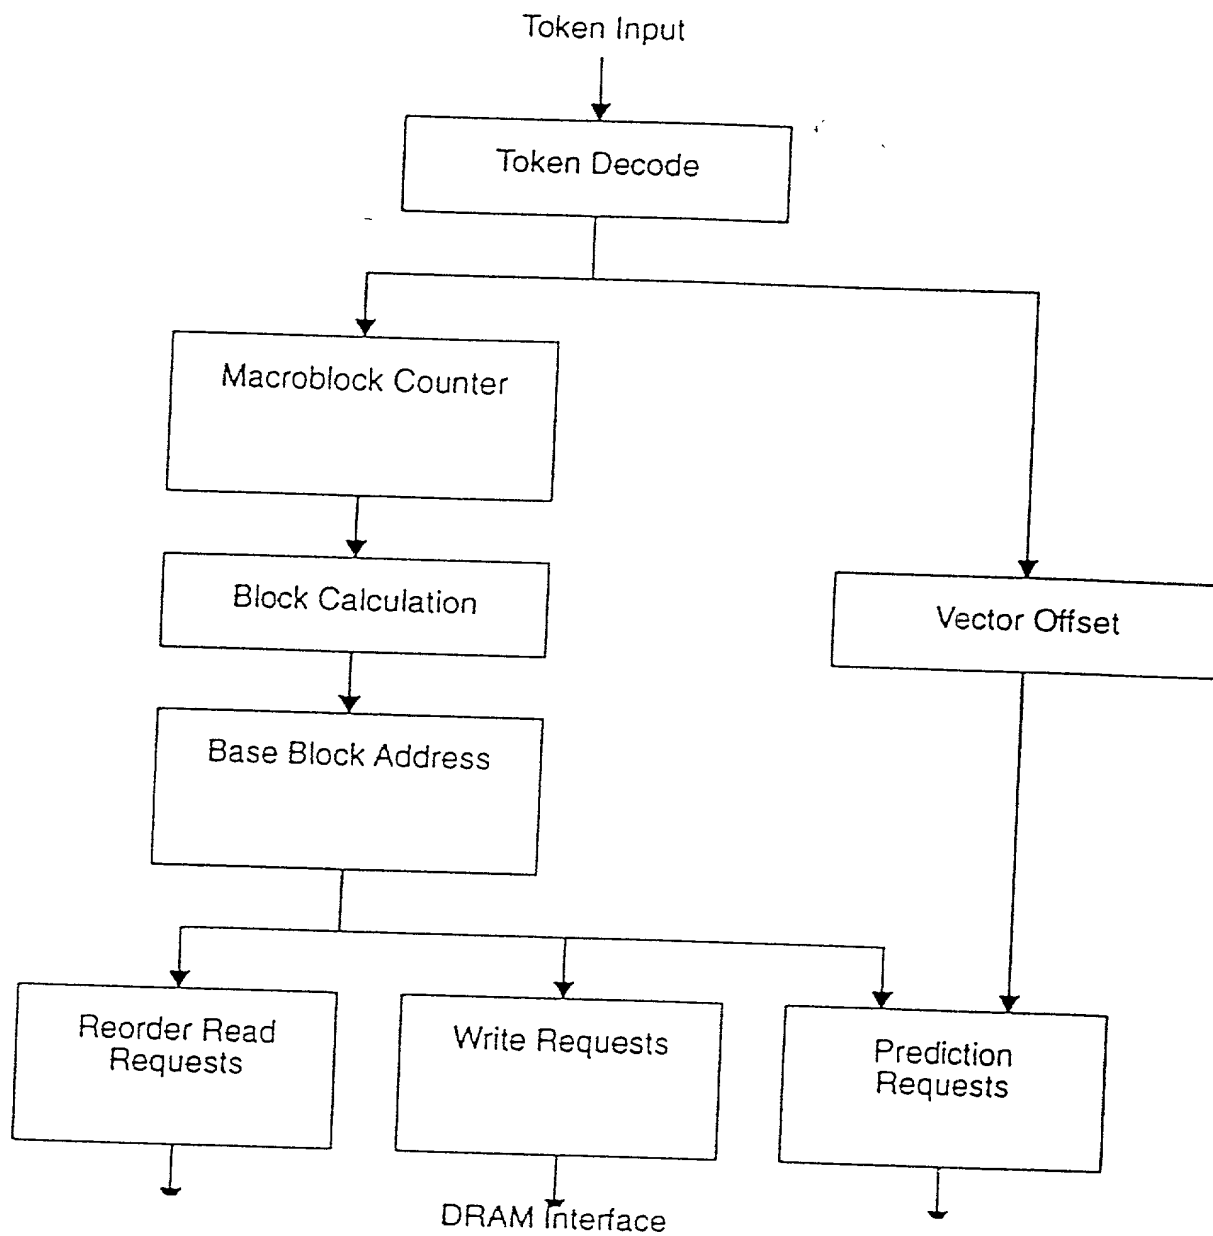 Token Input
Token Decode
Macroblock Counter
Block Calculation
Vector Offset
Base Block Address
Reorder Read
Requests
Write Requests
Prediction
Requests
DRAM Interface